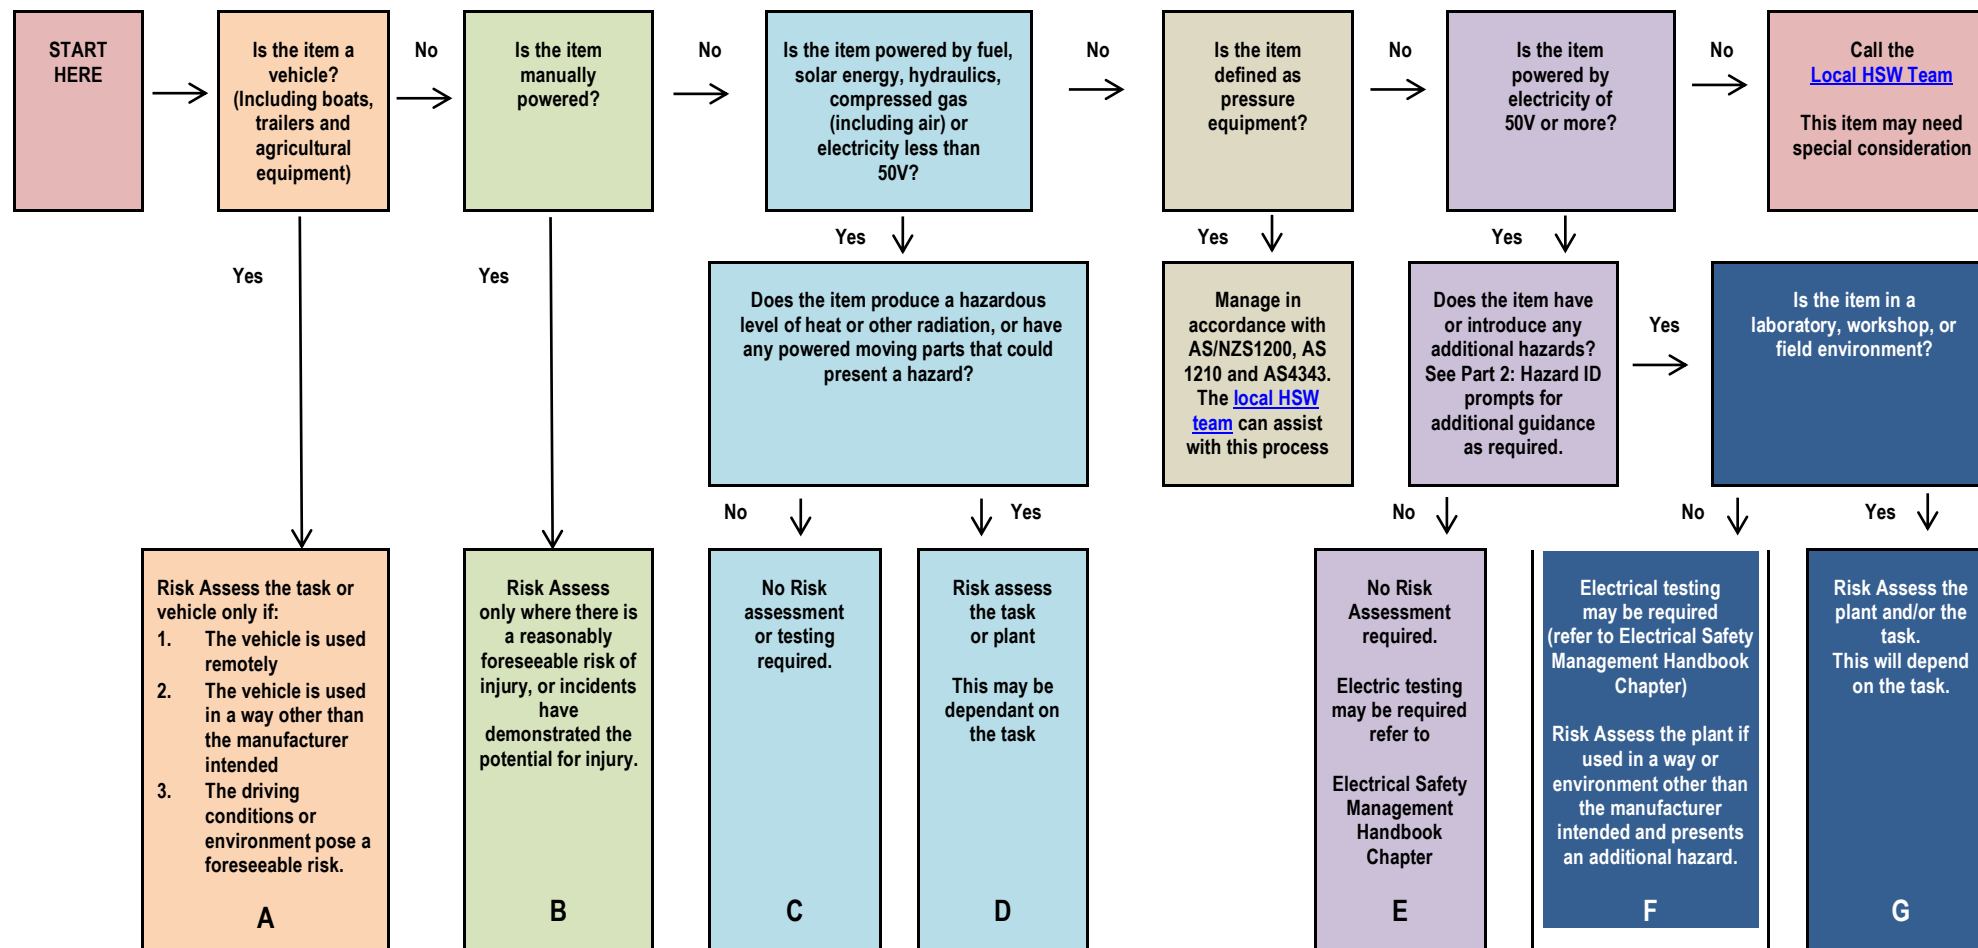 START
HERE
Is the item a
vehicle?
(Including boats,
trailers and
agricultural
equipment)
No
Is the item
manually
powered?
No
Is the item powered by fuel,
solar energy, hydraulics,
compressed gas
(including air) or
electricity less than
50V?
No
Is the item
defined as
pressure
equipment?
No
Is the item
powered by
electricity of
50V or more?
No
Call the
Local HSW Team
This item may need
special consideration
Yes
Yes
Yes
Yes
Yes
Does the item produce a hazardous
level of heat or other radiation, or have
any powered moving parts that could
present a hazard?
Manage in
accordance with
AS/NZS1200, AS
1210 and AS4343.
The local HSW
team can assist
with this process
Does the item have
or introduce any
additional hazards?
See Part 2: Hazard ID
prompts for
additional guidance
as required.
Yes
Is the item in a
laboratory, workshop, or
field environment?
No
Yes
No
No
Yes
Risk Assess the task or
vehicle only if:
1. The vehicle is used
remotely
2. The vehicle is used
in a way other than
the manufacturer
intended
3. The driving
conditions or
environment pose a
foreseeable risk.
A
Risk Assess
only where there is
a reasonably
foreseeable risk of
injury, or incidents
have
demonstrated the
potential for injury.
B
No Risk
assessment
or testing
required.
C
Risk assess
the task
or plant
This may be
dependant on
the task
D
No Risk
Assessment
required.
Electric testing
may be required
refer to
Electrical Safety
Management
Handbook
Chapter
E
Electrical testing
may be required
(refer to Electrical Safety
Management Handbook
Chapter)
Risk Assess the plant if
used in a way or
environment other than
the manufacturer
intended and presents
an additional hazard.
F
Risk Assess the
plant and/or the
task.
This will depend
on the task.
G